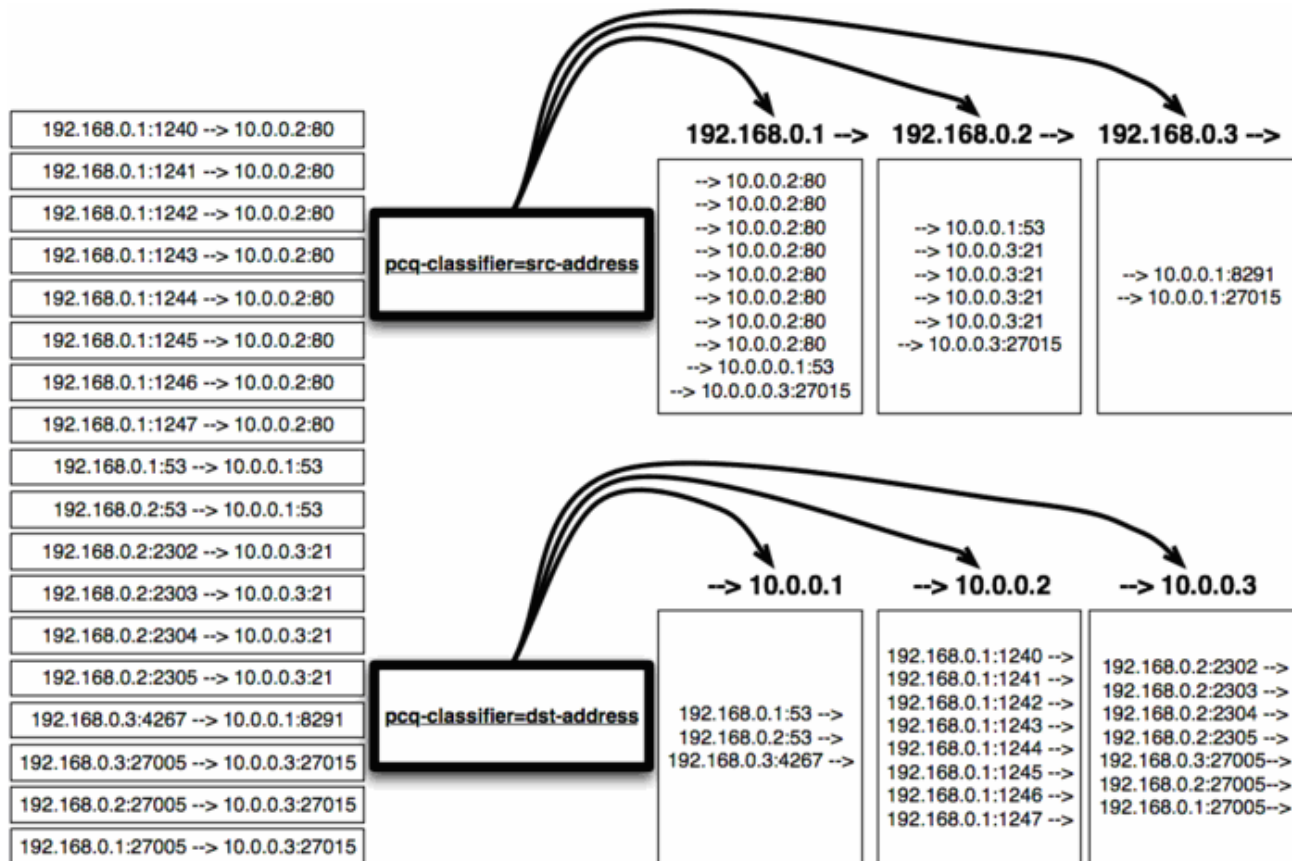 192.168.0.1:1240 --> 10.0.0.2:80
192.168.0.1:1241 --> 10.0.0.2:80
192.168.0.1:1242 --> 10.0.0.2:80
192.168.0.1:1243 --> 10.0.0.2:80
192.168.0.1:1244 --> 10.0.0.2:80
192.168.0.1:1245 --> 10.0.0.2:80
192.168.0.1:1246 --> 10.0.0.2:80
192.168.0.1:1247 --> 10.0.0.2:80
192.168.0.1:53 --> 10.0.0.1:53
192.168.0.2:53 --> 10.0.0.1:53
192.168.0.2:2302 --> 10.0.0.3:21
192.168.0.2:2303 --> 10.0.0.3:21
192.168.0.2:2304 --> 10.0.0.3:21
192.168.0.2:2305 --> 10.0.0.3:21
192.168.0.3:4267 --> 10.0.0.1:8291
192.168.0.3:27005 --> 10.0.0.3:27015
192.168.0.2:27005 --> 10.0.0.3:27015
192.168.0.1:27005 --> 10.0.0.3:27015
pcq-classifier=src-address
192.168.0.1 -->
--> 10.0.0.2:80
--> 10.0.0.2:80
--> 10.0.0.2:80
--> 10.0.0.2:80
--> 10.0.0.2:80
--> 10.0.0.2:80
--> 10.0.0.2:80
--> 10.0.0.2:80
--> 10.0.0.0.1:53
--> 10.0.0.0.3:27015
192.168.0.2 -->
--> 10.0.0.1:53
--> 10.0.0.3:21
--> 10.0.0.3:21
--> 10.0.0.3:21
--> 10.0.0.3:21
--> 10.0.0.3:27015
192.168.0.3 -->
--> 10.0.0.1:8291
--> 10.0.0.1:27015
pcq-classifier=dst-address
--> 10.0.0.1
192.168.0.1:53 -->
192.168.0.2:53 -->
192.168.0.3:4267 -->
--> 10.0.0.2
192.168.0.1:1240 -->
192.168.0.1:1241 -->
192.168.0.1:1242 -->
192.168.0.1:1243 -->
192.168.0.1:1244 -->
192.168.0.1:1245 -->
192.168.0.1:1246 -->
192.168.0.1:1247 -->
--> 10.0.0.3
192.168.0.2:2302 -->
192.168.0.2:2303 -->
192.168.0.2:2304 -->
192.168.0.2:2305 -->
192.168.0.3:27005-->
192.168.0.2:27005-->
192.168.0.1:27005-->